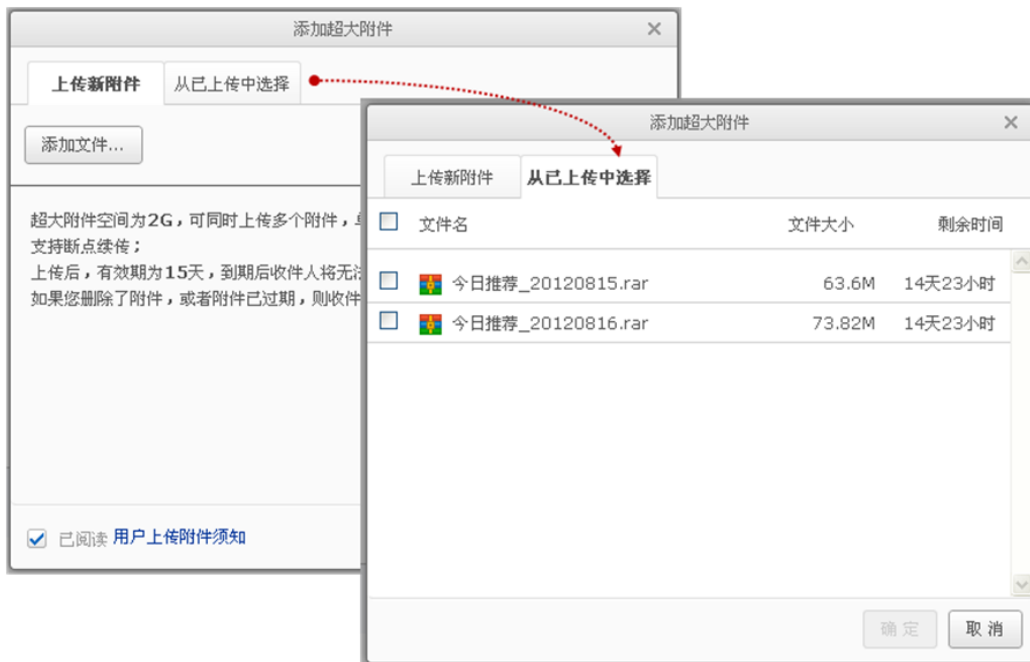 添加超大附件
上传新附件 从已上传中选择
添加文件...
超大附件空间为2G,可同时上传多个附件,
支持断点续传;
上传后,有效期为15天,到期后收件人将无法
如果您删除了附件,或者附件已过期,则收件
已阅读 用户上传附件须知
添加超大附件
上传新附件 从已上传中选择
文件名 文件大小 剩余时间
今日推荐_20120815.rar 63.6M 14天23小时
今日推荐_20120816.rar 73.82M 14天23小时
确定 取消